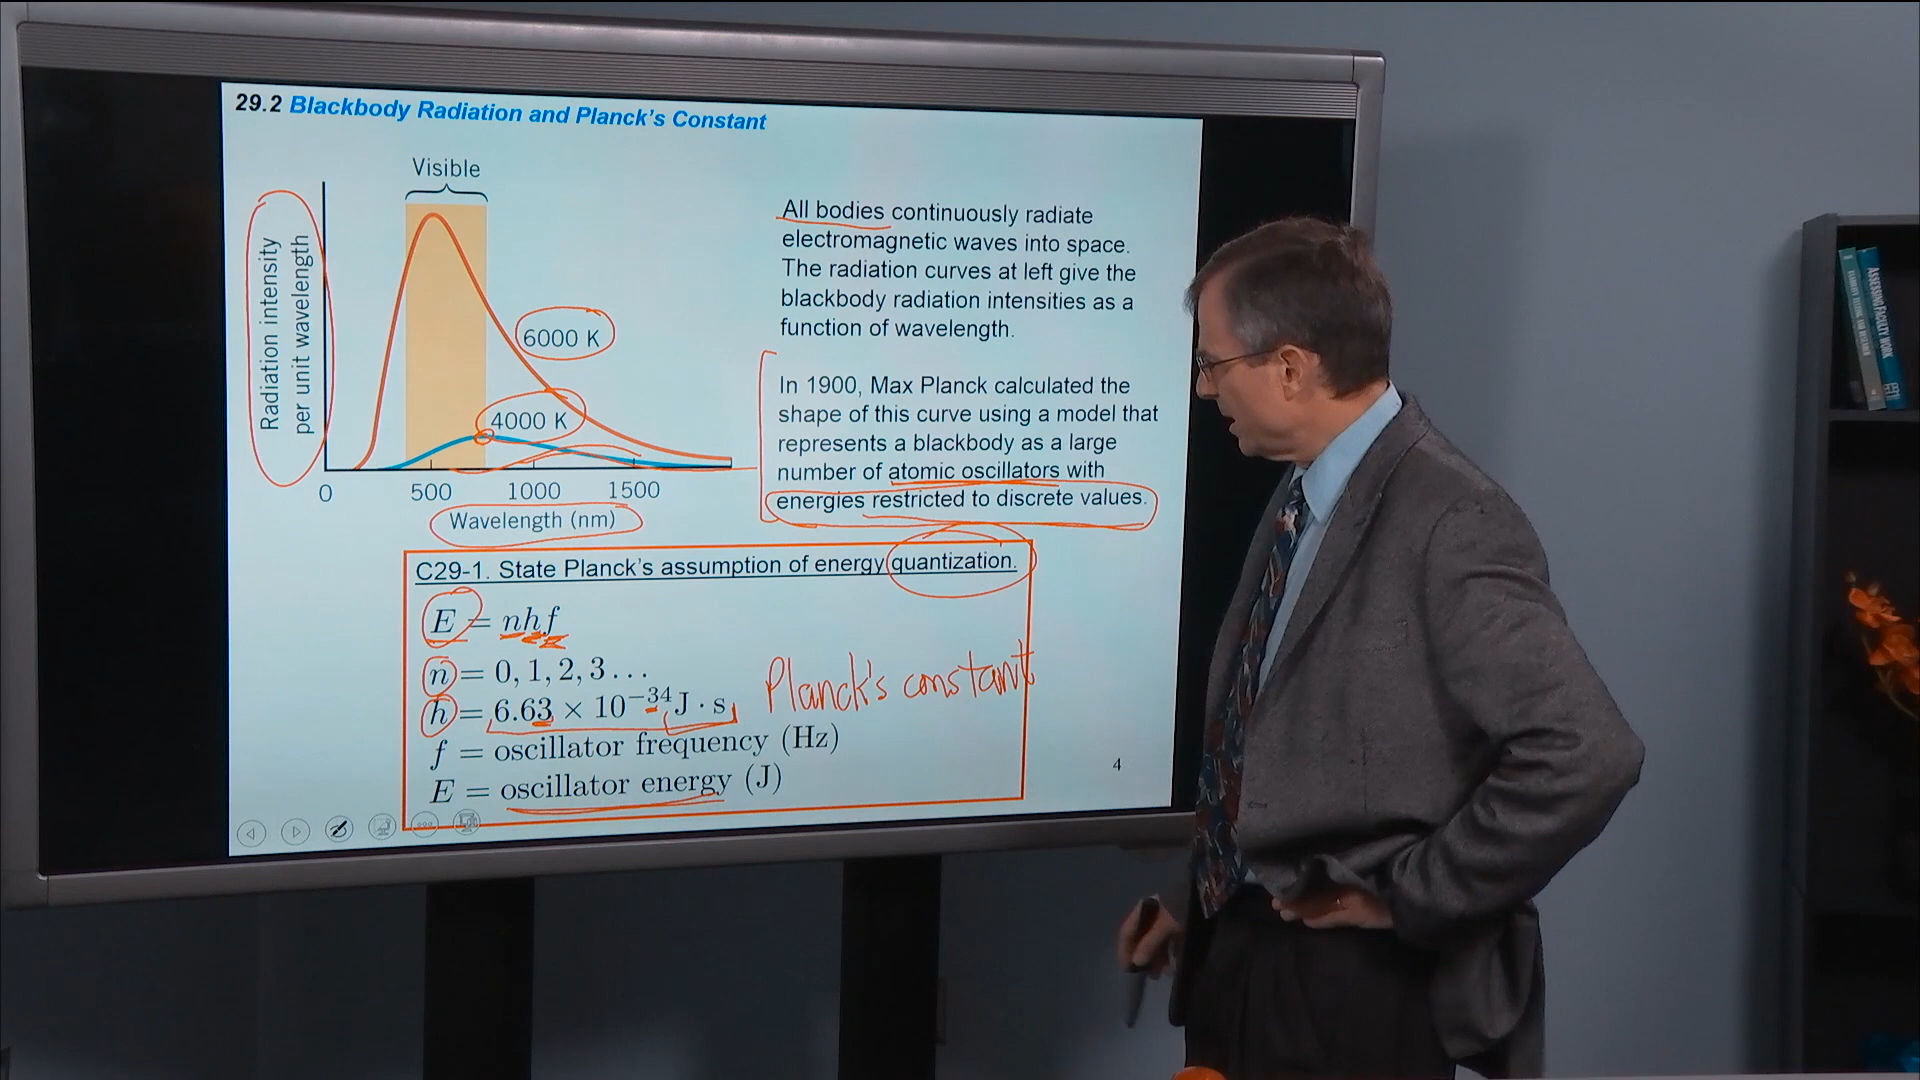 29.2 Blackbody Radiation and Planck's Constant
Visible
Radiation intensity
per unit wavelength
6000 K
4000 K
0 500 1000 1500
Wavelength (nm)
All bodies continuously radiate
electromagnetic waves into space.
The radiation curves at left give the
blackbody radiation intensities as a
function of wavelength.
In 1900, Max Planck calculated the
shape of this curve using a model that
represents a blackbody as a large
number of atomic oscillators with
energies restricted to discrete values.
C29-1. State Planck's assumption of energy quantization.
E = nhf
n = 0, 1, 2, 3 . . .
h = 6.63 × 10⁻³⁴ J · s
Planck's constant
f = oscillator frequency (Hz)
E = oscillator energy (J)
4
ASSESSING FACULTY WORK